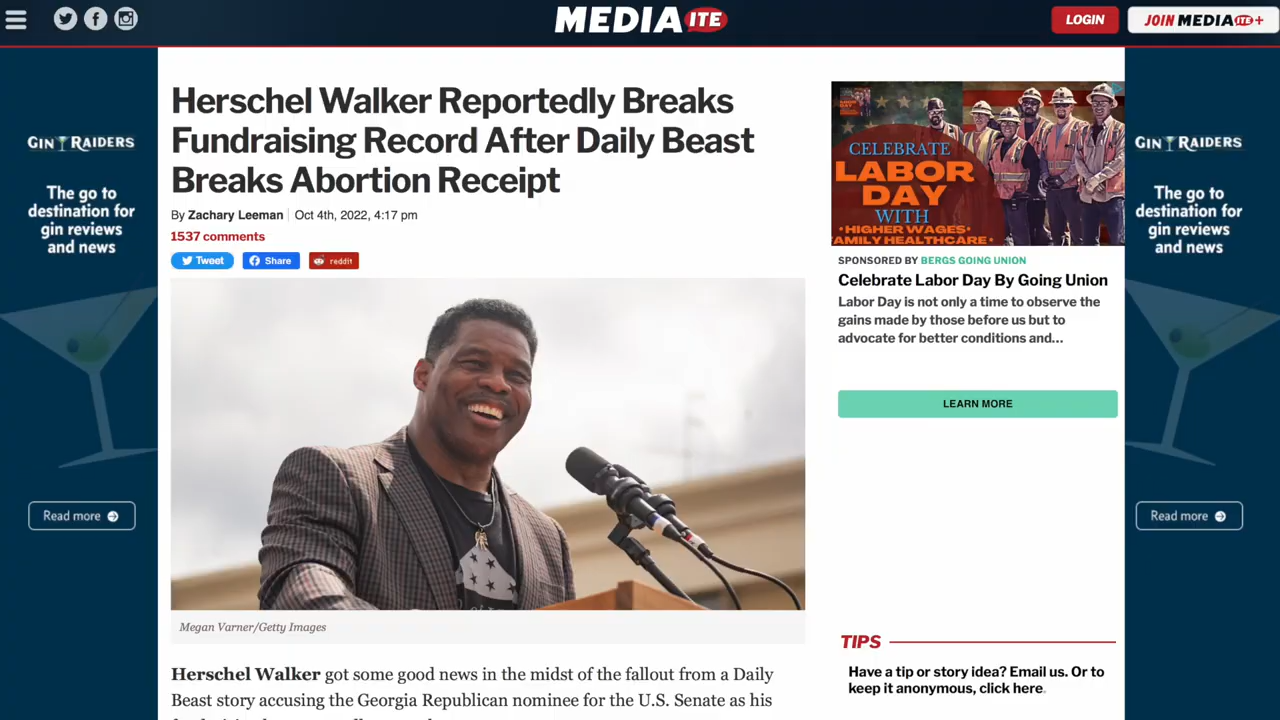 MEDIA ITE
LOGIN
JOIN MEDIA ITE +
GIN RAIDERS
The go to
destination for
gin reviews
and news
Read more
Herschel Walker Reportedly Breaks
Fundraising Record After Daily Beast
Breaks Abortion Receipt
By Zachary Leeman Oct 4th, 2022, 4:17 pm
1537 comments
Tweet
Share
reddit
Megan Varner/Getty Images
Herschel Walker got some good news in the midst of the fallout from a Daily
Beast story accusing the Georgia Republican nominee for the U.S. Senate as his
CELEBRATE
LABOR
DAY
WITH
•HIGHER WAGES•
AMILY HEALTHCARE•
SPONSORED BY BERGS GOING UNION
Celebrate Labor Day By Going Union
Labor Day is not only a time to observe the
gains made by those before us but to
advocate for better conditions and...
LEARN MORE
TIPS
Have a tip or story idea? Email us. Or to
keep it anonymous, click here.
GIN RAIDERS
The go to
destination for
gin reviews
and news
Read more